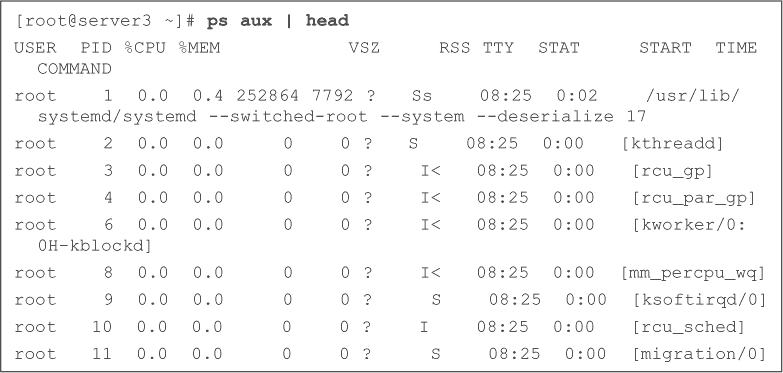 [root@server3 ~]# ps aux | head
USER PID %CPU %MEM VSZ RSS TTY STAT START TIME
COMMAND
root 1 0.0 0.4 252864 7792 ? Ss 08:25 0:02 /usr/lib/
systemd/systemd --switched-root --system --deserialize 17
root 2 0.0 0.0 0 0 ? S 08:25 0:00 [kthreadd]
root 3 0.0 0.0 0 0 ? I< 08:25 0:00 [rcu_gp]
root 4 0.0 0.0 0 0 ? I< 08:25 0:00 [rcu_par_gp]
root 6 0.0 0.0 0 0 ? I< 08:25 0:00 [kworker/0:
0H-kblockd]
root 8 0.0 0.0 0 0 ? I< 08:25 0:00 [mm_percpu_wq]
root 9 0.0 0.0 0 0 ? S 08:25 0:00 [ksoftirqd/0]
root 10 0.0 0.0 0 0 ? I 08:25 0:00 [rcu_sched]
root 11 0.0 0.0 0 0 ? S 08:25 0:00 [migration/0]